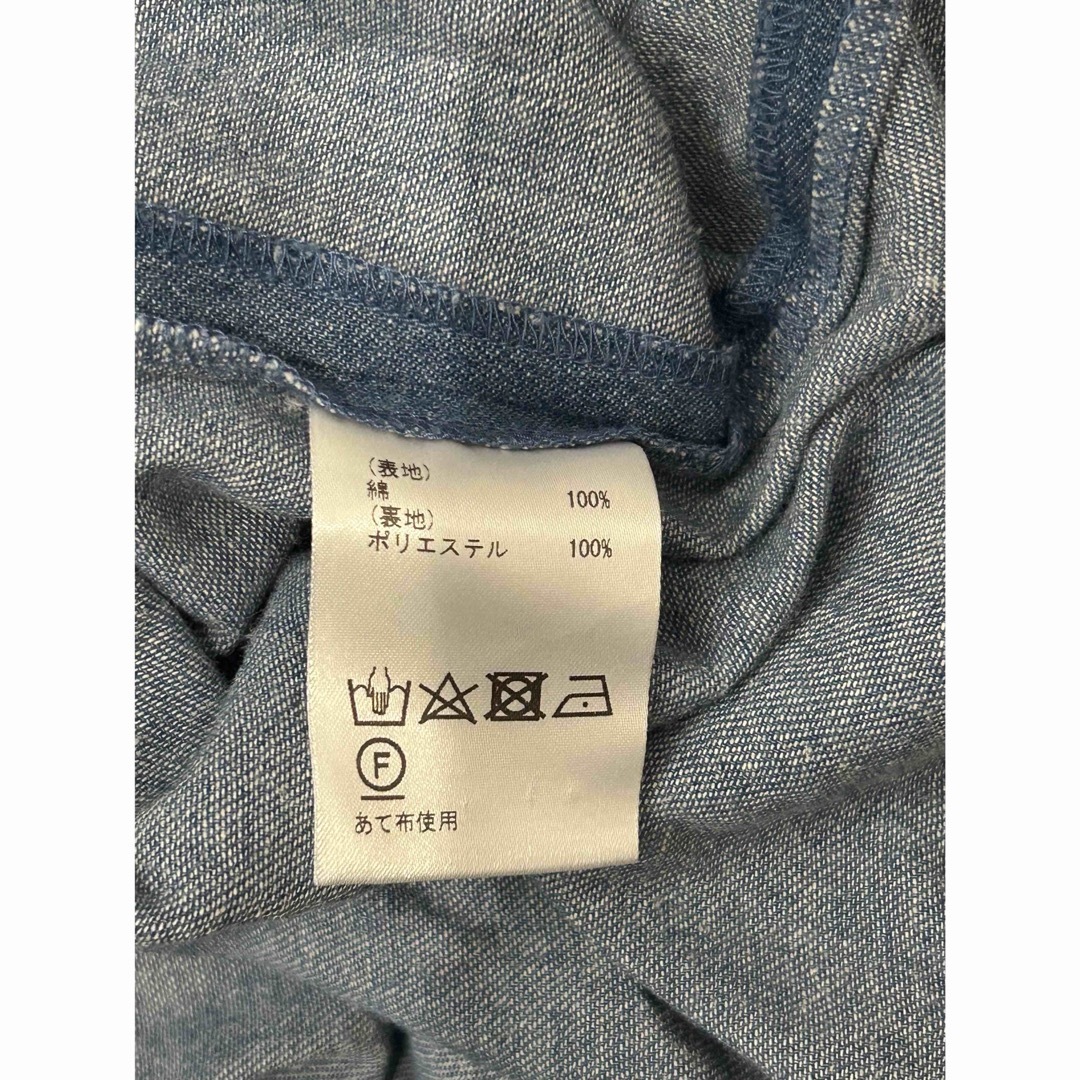 (表地)
綿 100%
(裏地)
ポリエステル 100%
F
あて布使用